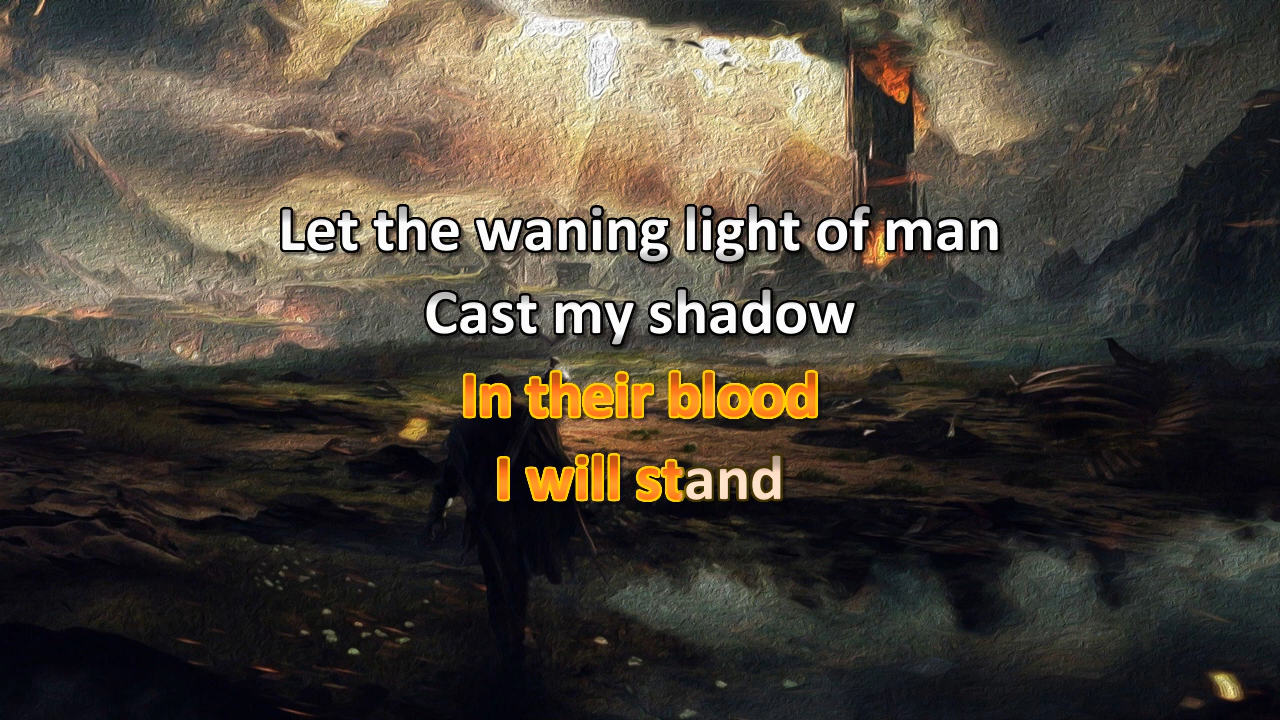 Let the waning light of man
Cast my shadow
In their blood
I will stand